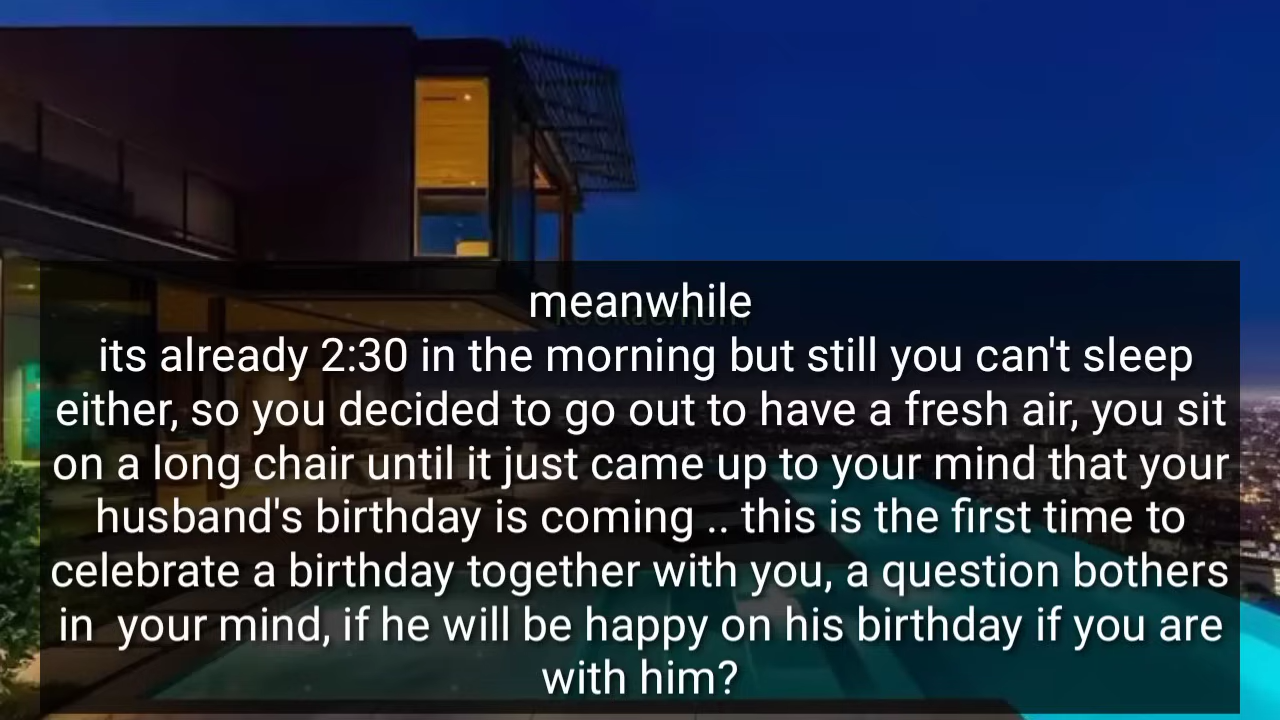 meanwhile
its already 2:30 in the morning but still you can't sleep
either, so you decided to go out to have a fresh air, you sit
on a long chair until it just came up to your mind that your
husband's birthday is coming .. this is the first time to
celebrate a birthday together with you, a question bothers
in  your mind, if he will be happy on his birthday if you are
with him?